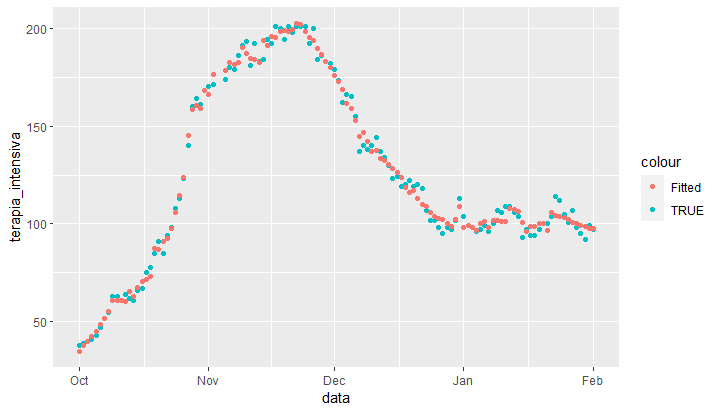 200
150
100
50
terapia_intensiva
Oct
Nov
Dec
Jan
Feb
data
colour
Fitted
TRUE